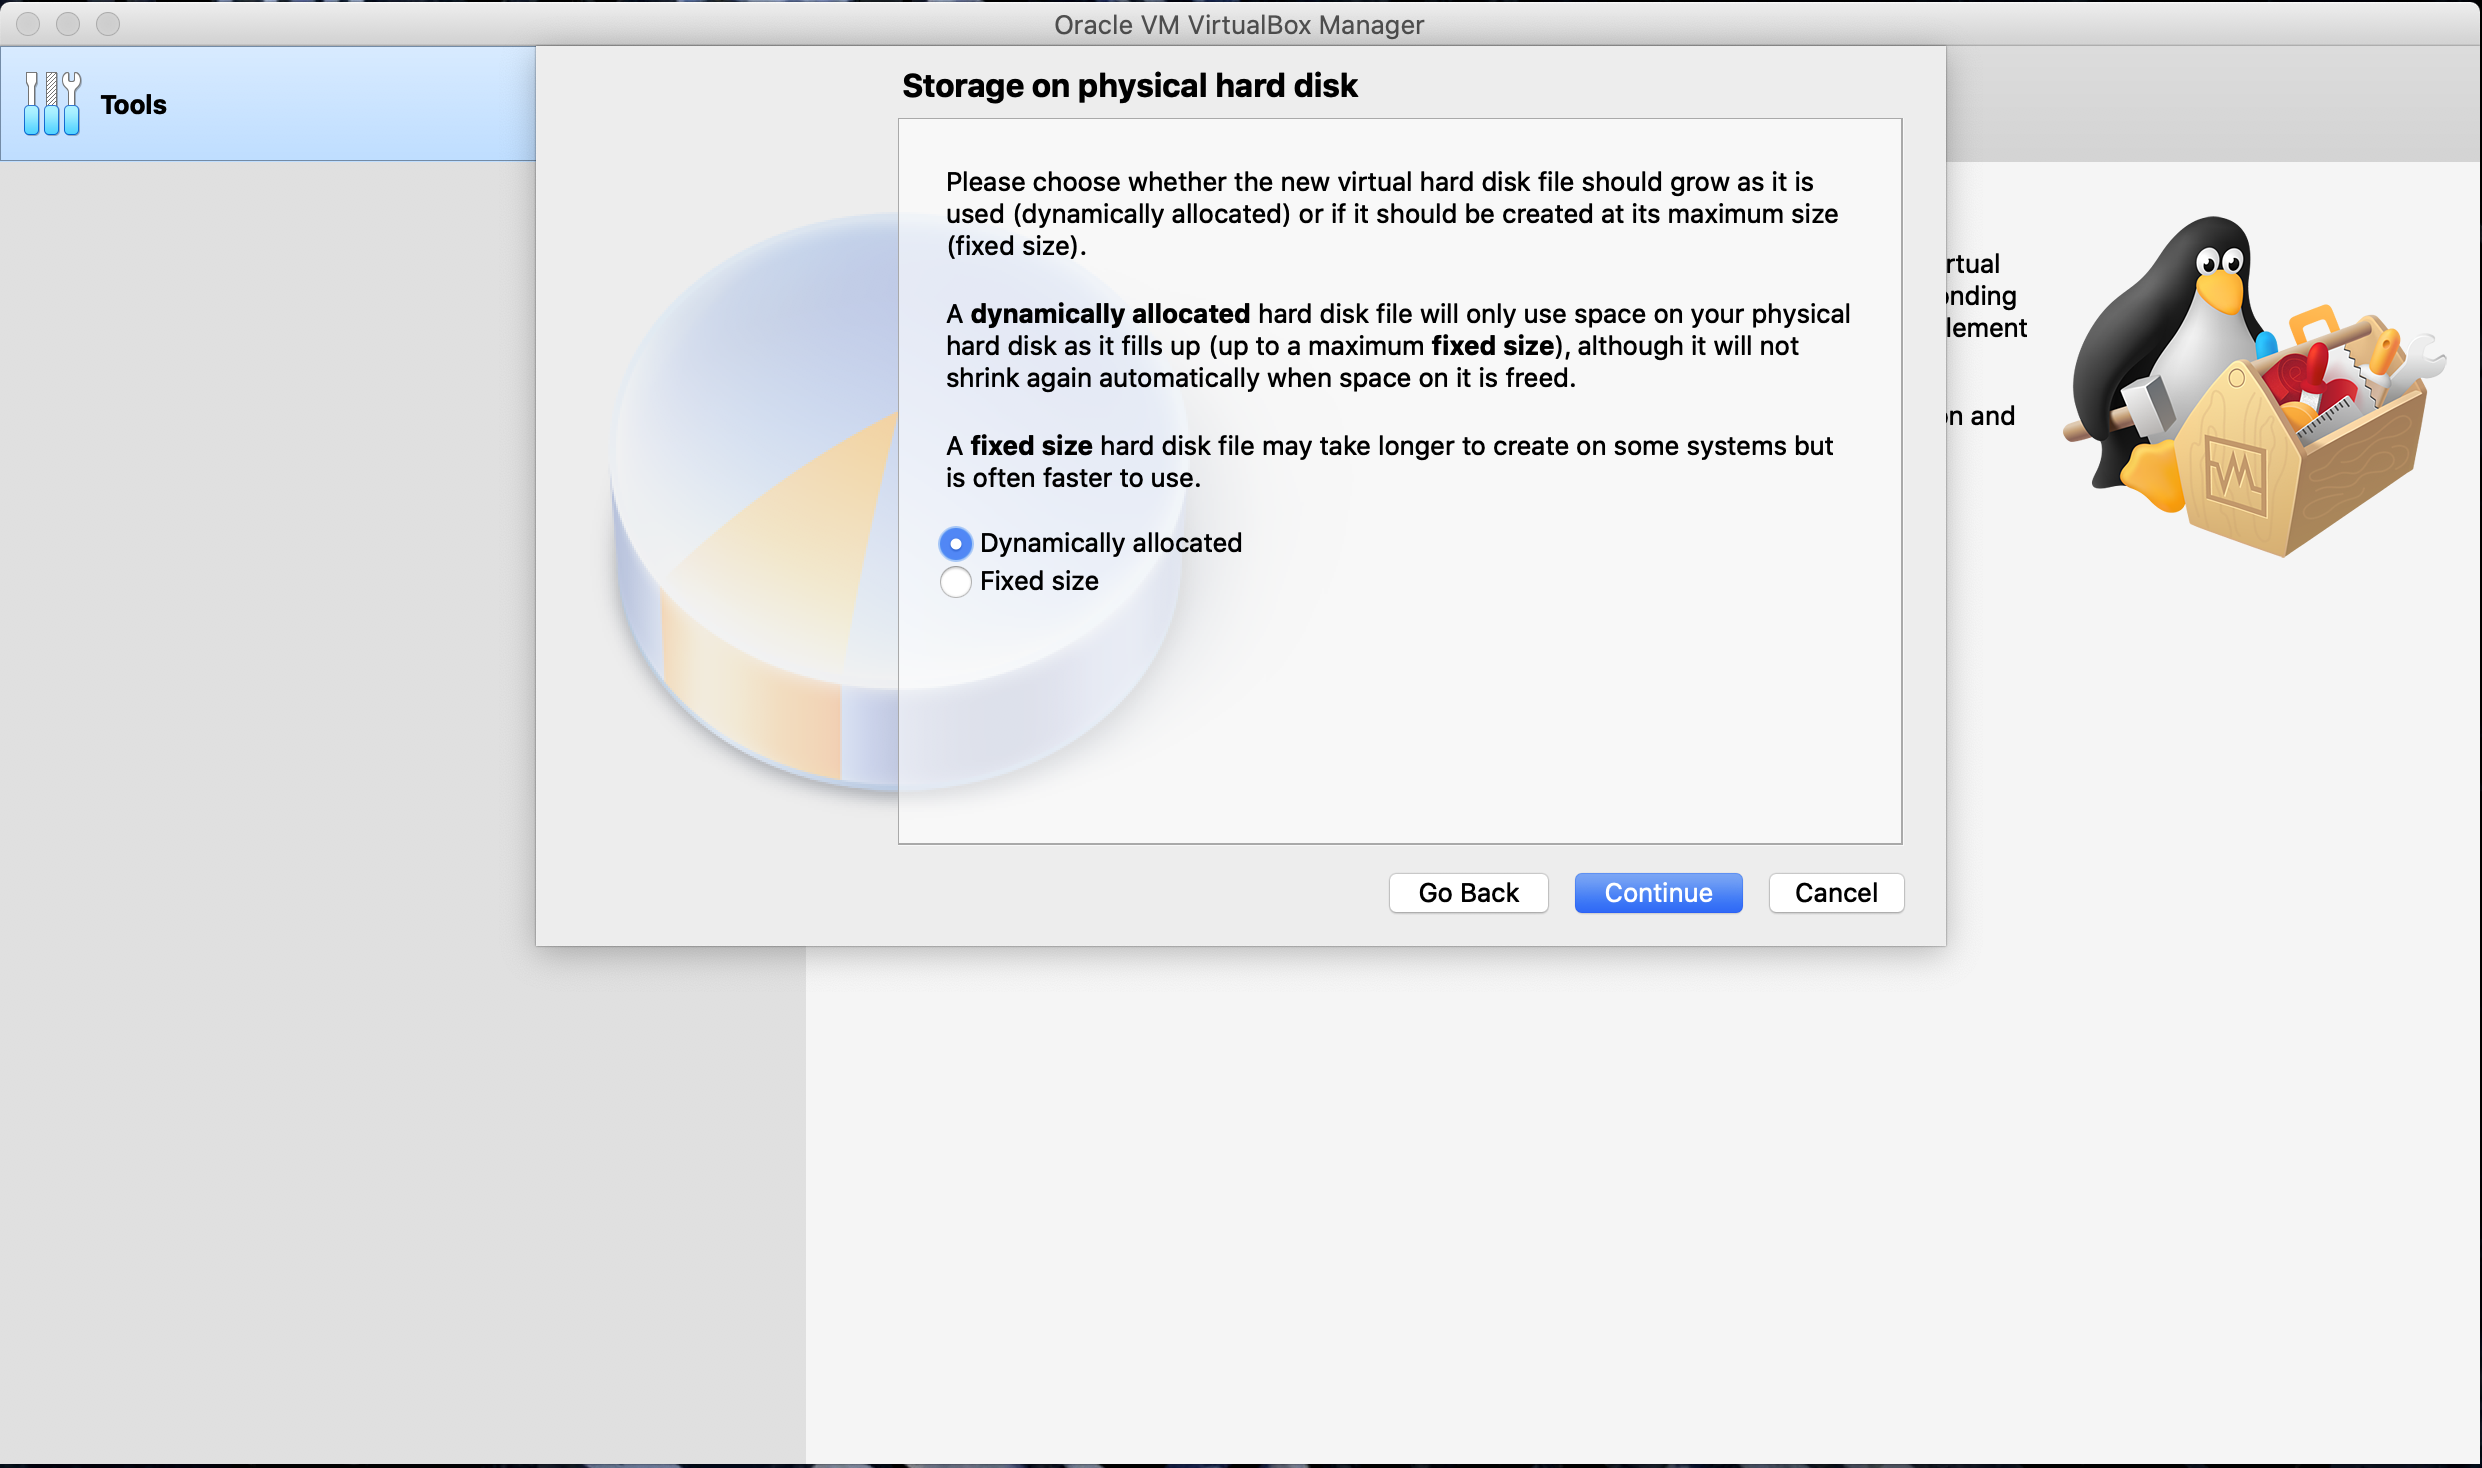 Oracle VM VirtualBox Manager
Tools
Storage on physical hard disk
Please choose whether the new virtual hard disk file should grow as it is
used (dynamically allocated) or if it should be created at its maximum size
(fixed size).
A dynamically allocated hard disk file will only use space on your physical
hard disk as it fills up (up to a maximum fixed size), although it will not
shrink again automatically when space on it is freed.
A fixed size hard disk file may take longer to create on some systems but
is often faster to use.
Dynamically allocated
Fixed size
Go Back
Continue
Cancel
rtual
onding
lement
on and